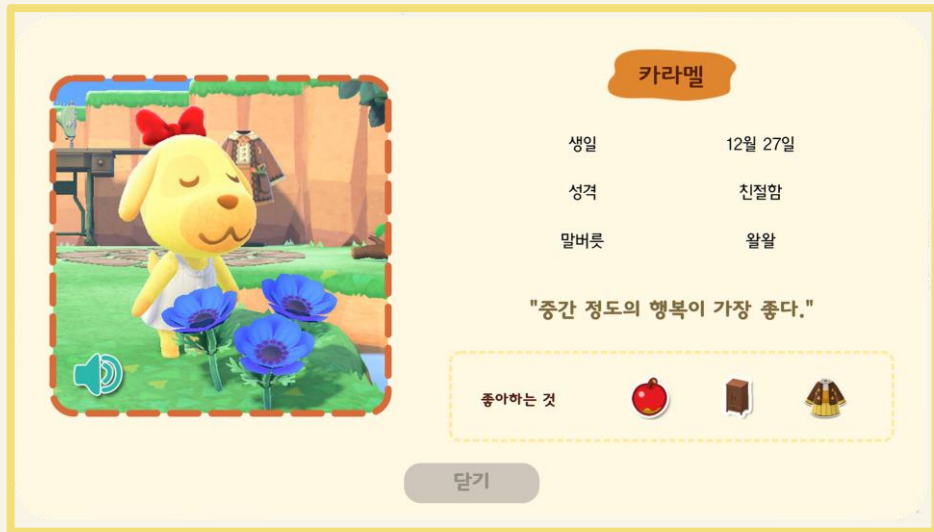 카라멜
생일 12월 27일
성격 친절함
말버릇 왈왈
"중간 정도의 행복이 가장 좋다."
좋아하는 것
닫기